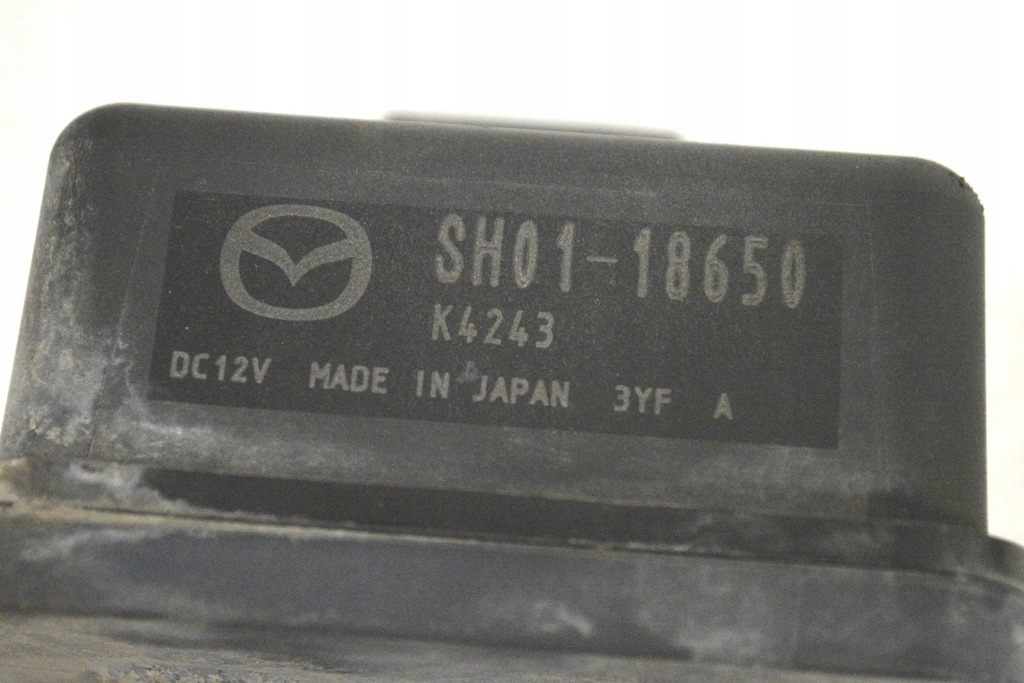 SH01-18650
K4243
DC12V MADE IN JAPAN 3YF A